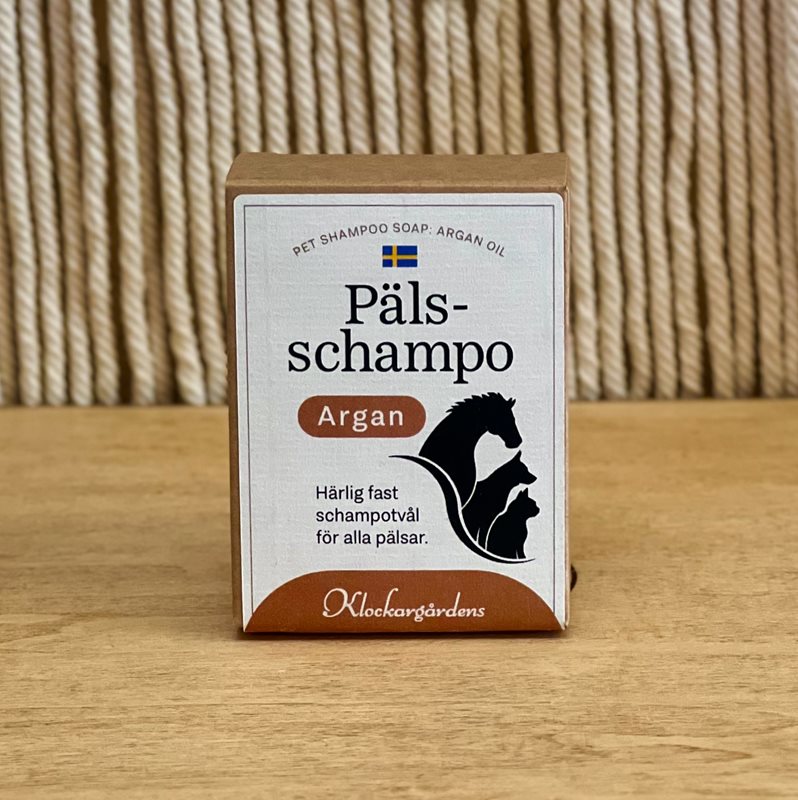 PET SHAMPOO SOAP: ARGAN OIL
Päls-
schampo
Argan
Härlig fast
schampotvål
för alla pälsar.
Klockargårdens